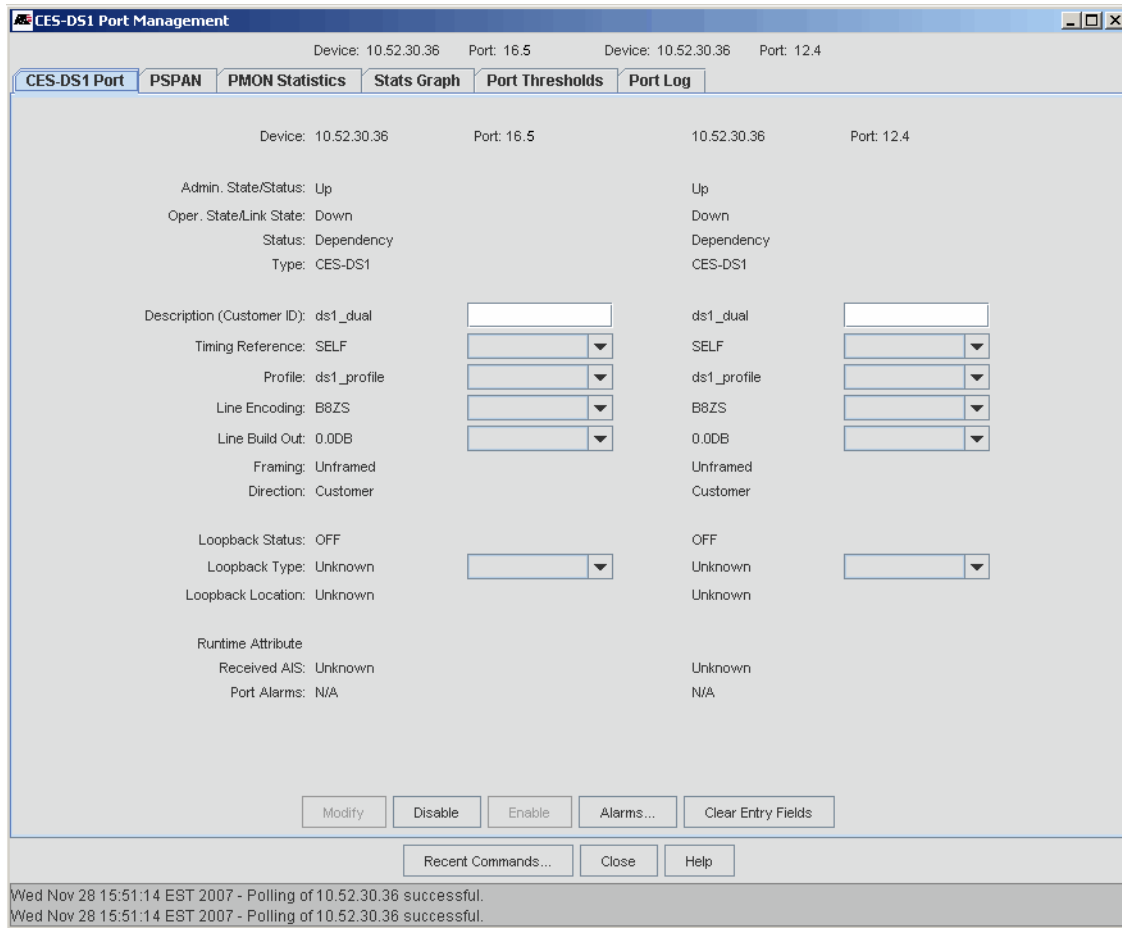 CES-DS1 Port Management
Device: 10.52.30.36 Port: 16.5 Device: 10.52.30.36 Port: 12.4
CES-DS1 Port PSPAN PMON Statistics Stats Graph Port Thresholds Port Log
Device: 10.52.30.36 Port: 16.5 10.52.30.36 Port: 12.4
Admin. State/Status: Up Up
Oper. State/Link State: Down Down
Status: Dependency Dependency
Type: CES-DS1 CES-DS1
Description (Customer ID): ds1_dual ds1_dual
Timing Reference: SELF SELF
Profile: ds1_profile ds1_profile
Line Encoding: B8ZS B8ZS
Line Build Out: 0.0DB 0.0DB
Framing: Unframed Unframed
Direction: Customer Customer
Loopback Status: OFF OFF
Loopback Type: Unknown Unknown
Loopback Location: Unknown Unknown
Runtime Attribute
Received AIS: Unknown Unknown
Port Alarms: N/A N/A
Modify Disable Enable Alarms... Clear Entry Fields
Recent Commands... Close Help
Wed Nov 28 15:51:14 EST 2007 - Polling of 10.52.30.36 successful.
Wed Nov 28 15:51:14 EST 2007 - Polling of 10.52.30.36 successful.